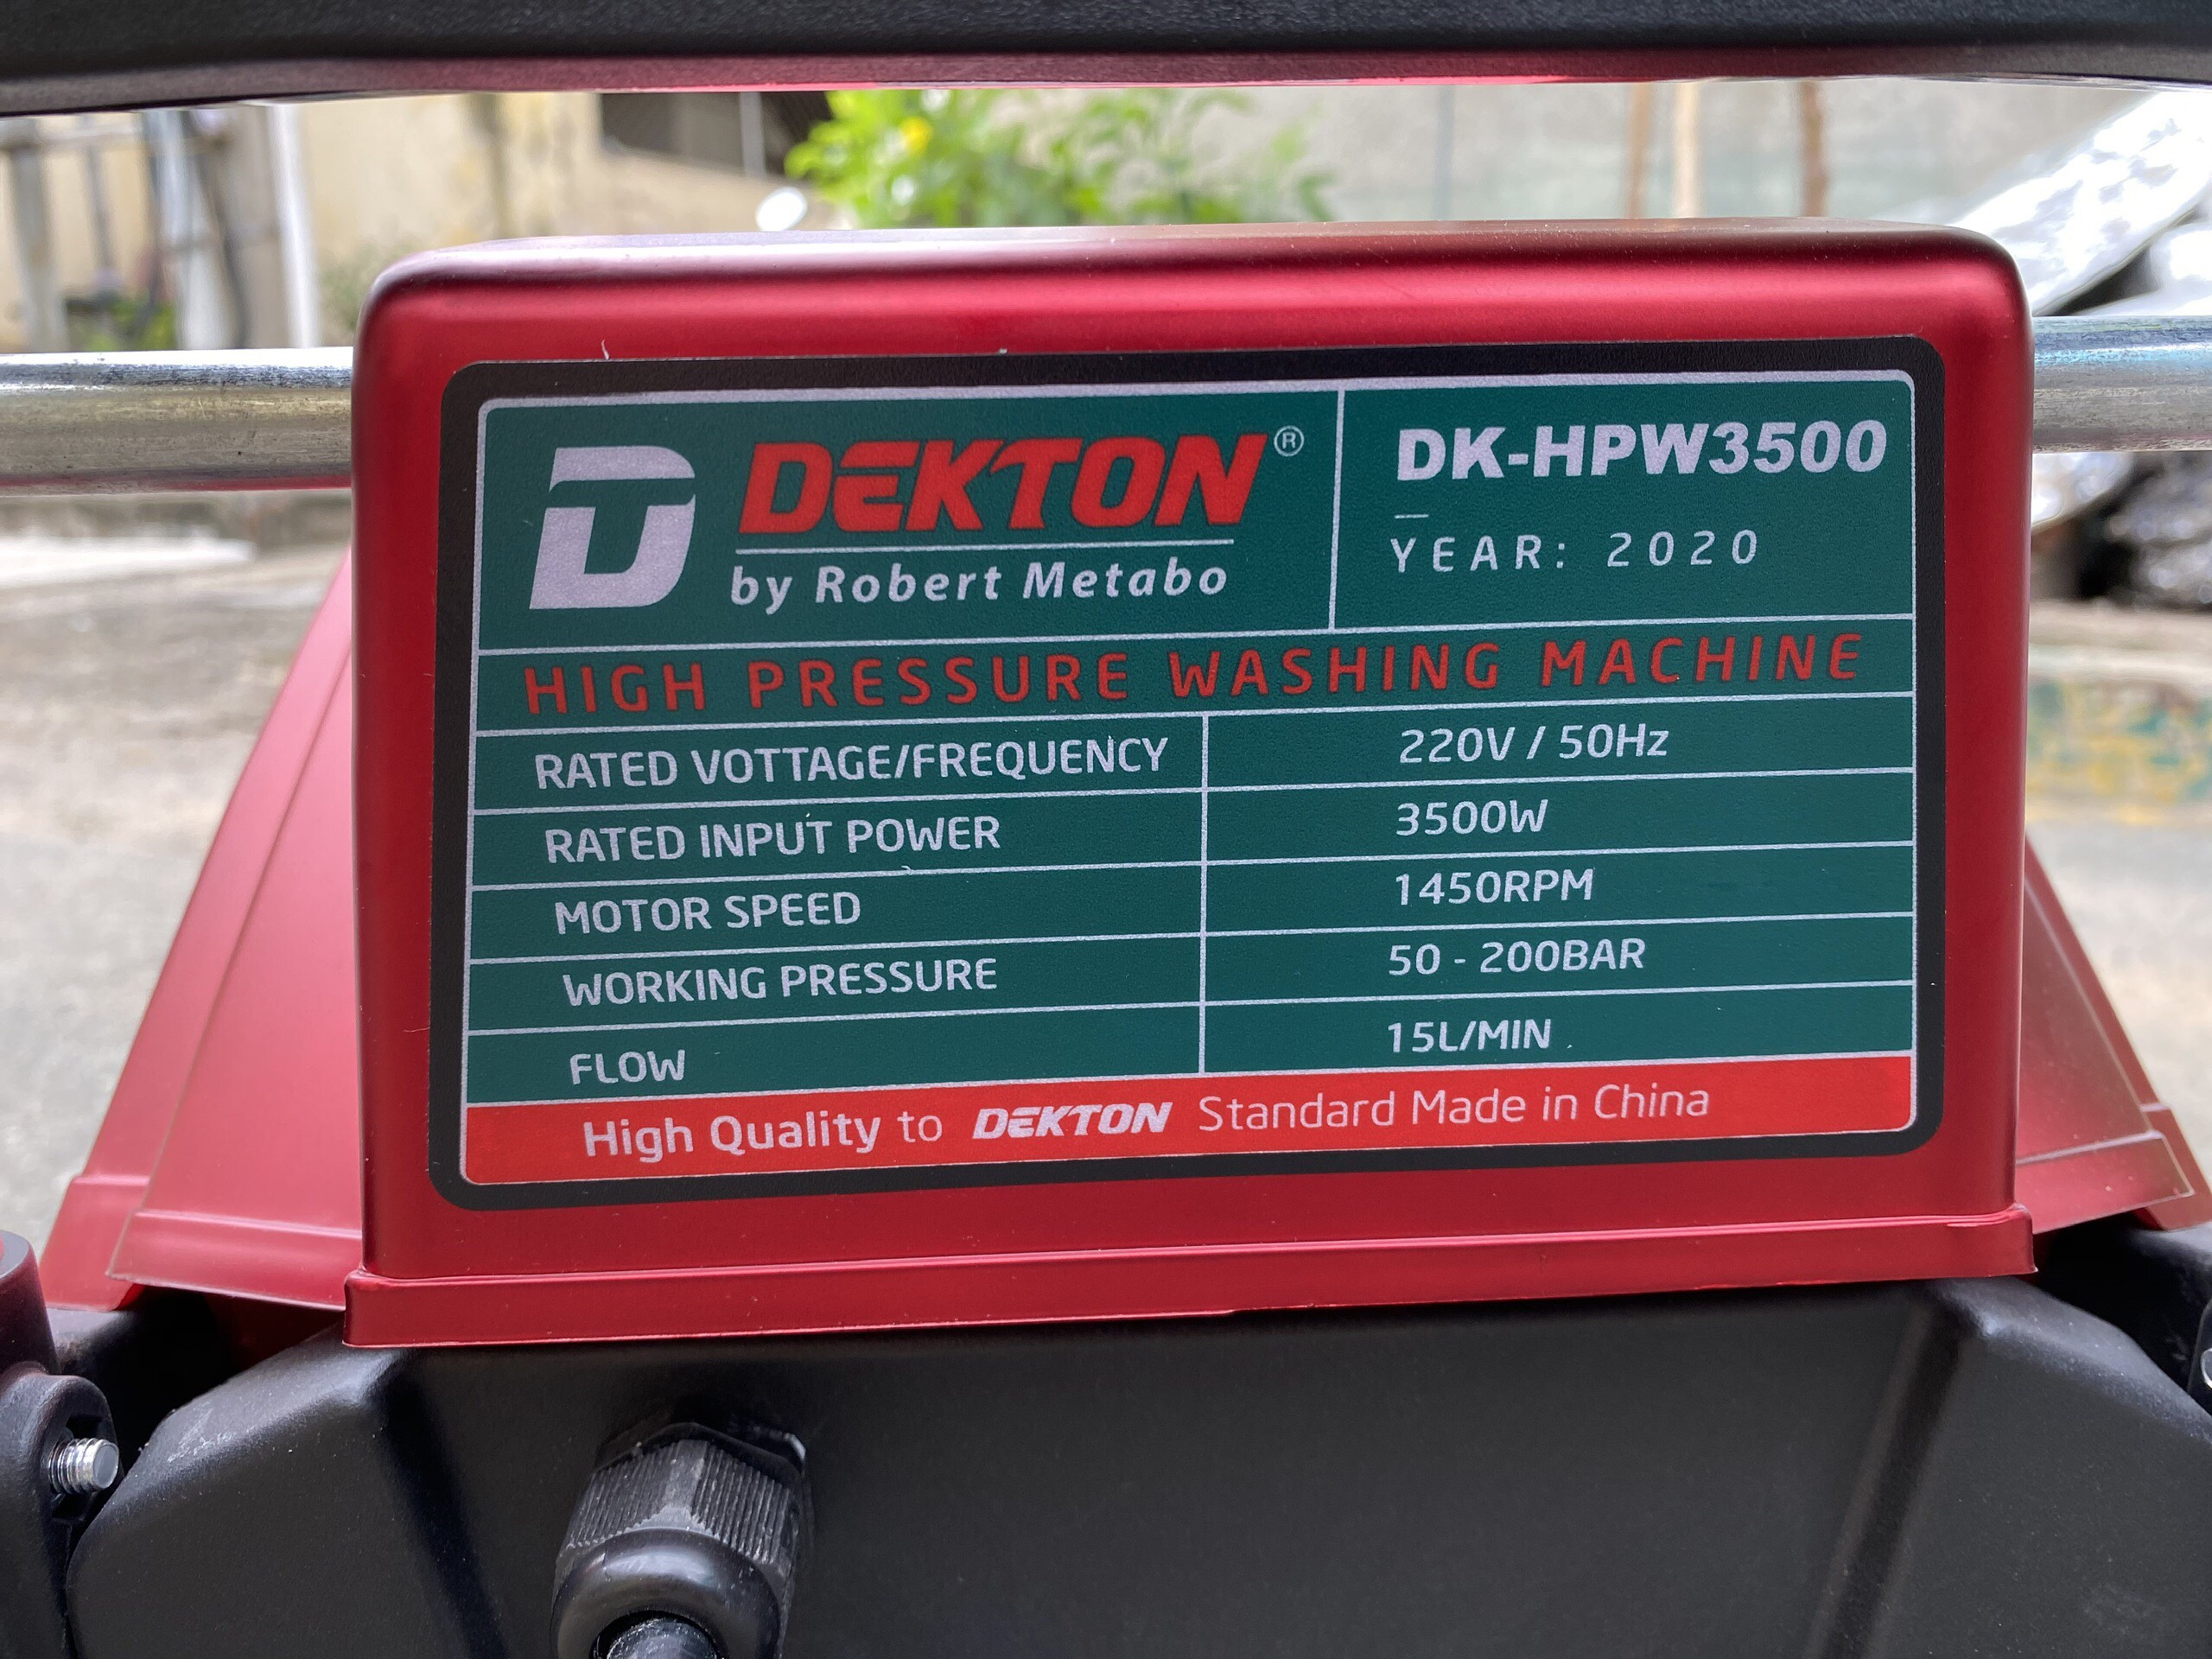 DEKTON®
by Robert Metabo
DK-HPW3500
YEAR: 2020
HIGH PRESSURE WASHING MACHINE
RATED VOTTAGE/FREQUENCY 220V / 50Hz
RATED INPUT POWER 3500W
MOTOR SPEED 1450RPM
WORKING PRESSURE 50 - 200BAR
FLOW 15L/MIN
High Quality to DEKTON Standard Made in China